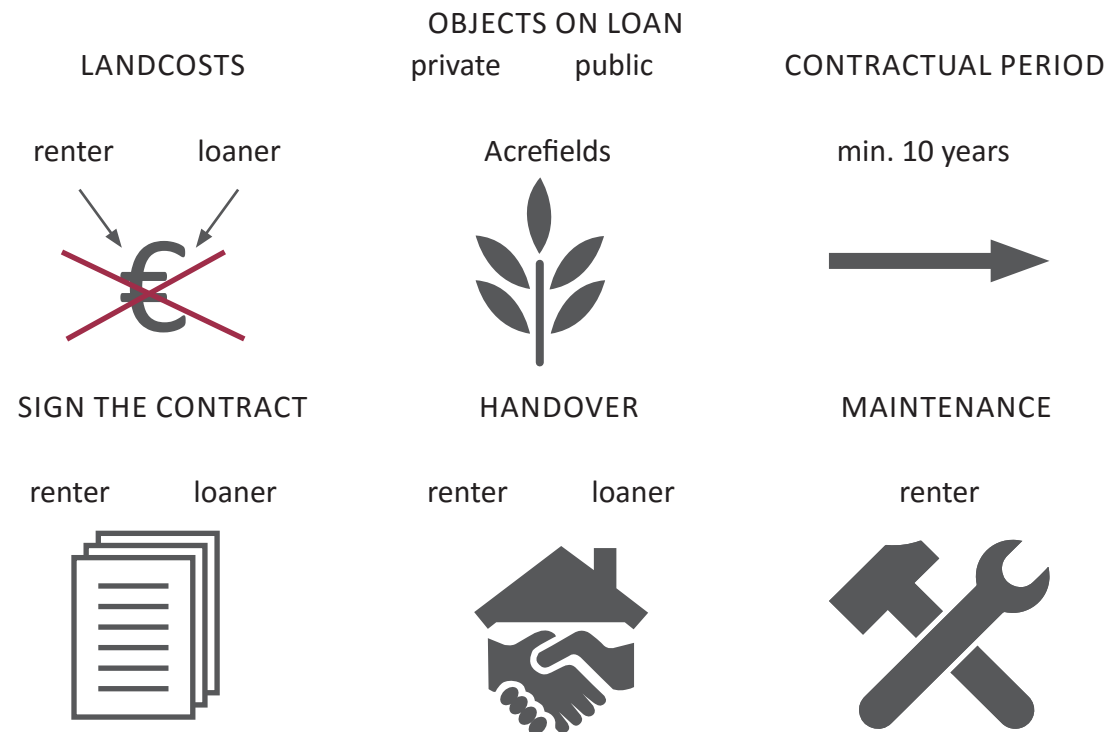 LANDCOSTS
renter loaner
€
OBJECTS ON LOAN
private public
Acrefields
CONTRACTUAL PERIOD
min. 10 years
SIGN THE CONTRACT
renter loaner
HANDOVER
renter loaner
MAINTENANCE
renter